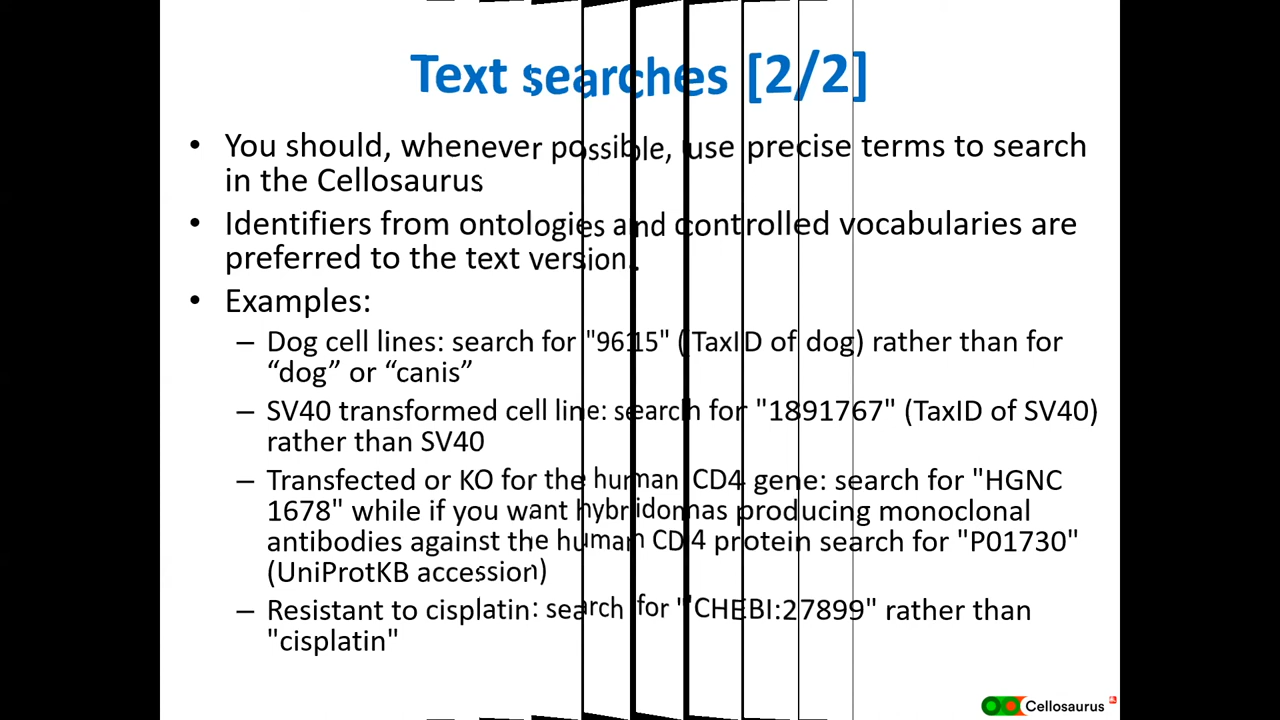 Text searches [2/2]
• You should, whenever possible, use precise terms to search
in the Cellosaurus
• Identifiers from ontologies and controlled vocabularies are
preferred to the text version.
• Examples:
– Dog cell lines: search for "9615" (TaxID of dog) rather than for
“dog” or “canis”
– SV40 transformed cell line: search for "1891767" (TaxID of SV40)
rather than SV40
– Transfected or KO for the human CD4 gene: search for "HGNC
1678" while if you want hybridomas producing monoclonal
antibodies against the human CD4 protein search for "P01730"
(UniProtKB accession)
– Resistant to cisplatin: search for "CHEBI:27899" rather than
"cisplatin"
Cellosaurus